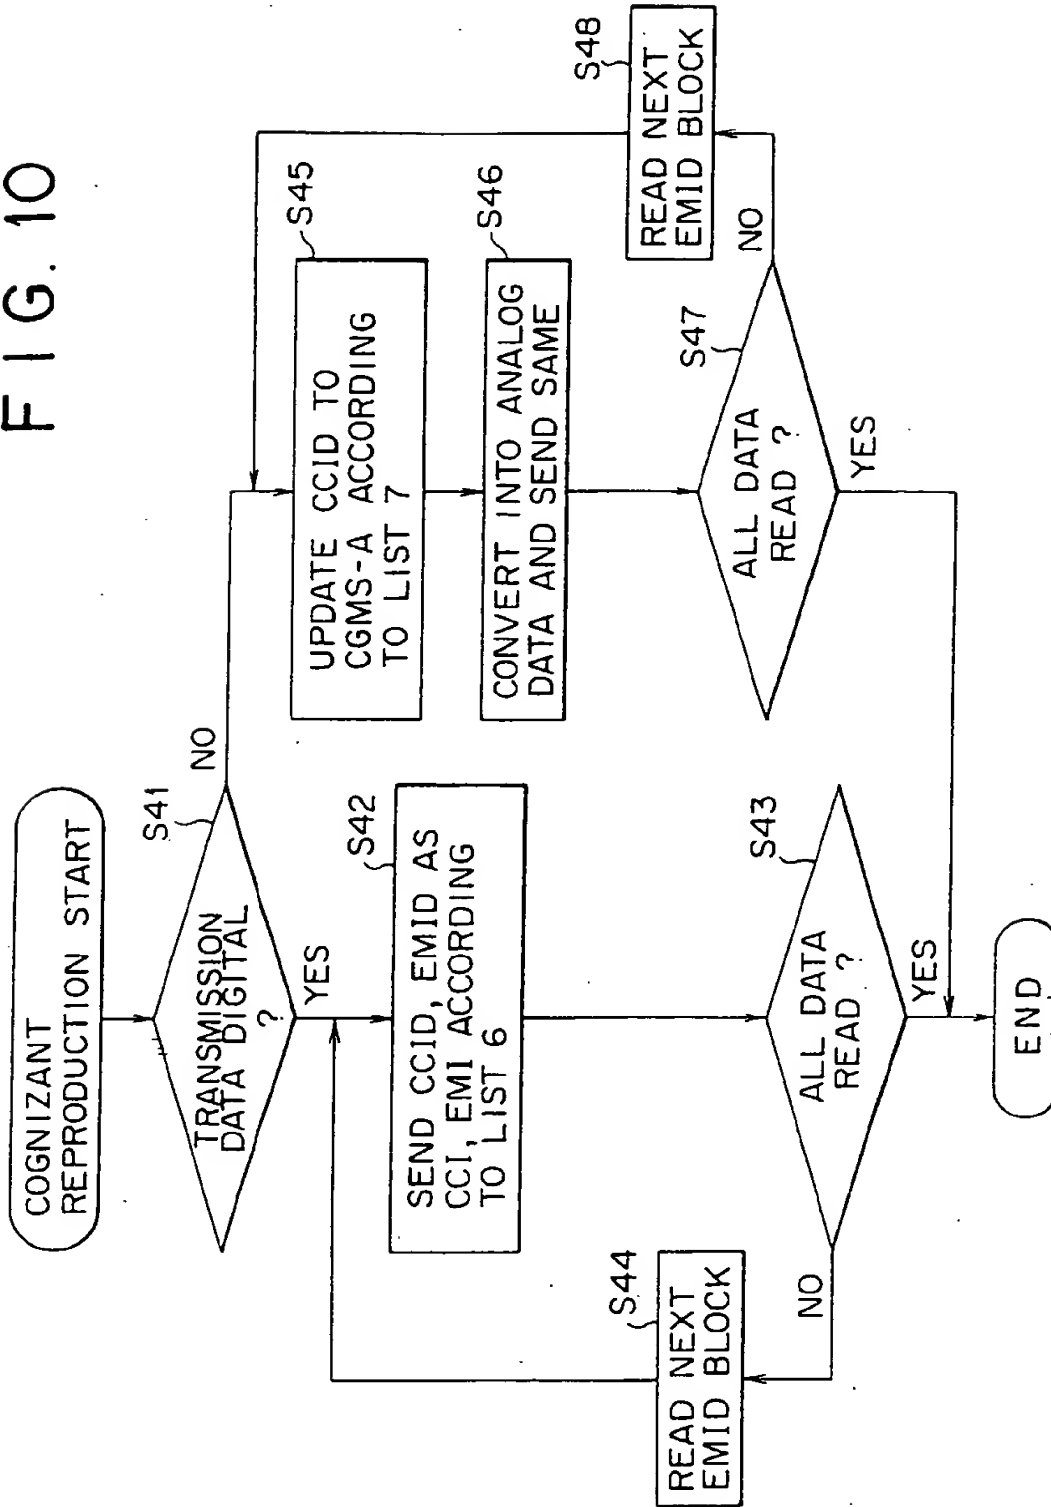 FIG. 10
COGNIZANT
REPRODUCTION START
S41
TRANSMISSION
DATA DIGITAL
?
NO
YES
S42
SEND CCID, EMID AS
CCI, EMI ACCORDING
TO LIST 6
S43
ALL DATA
READ ?
NO
YES
S44
READ NEXT
EMID BLOCK
S45
UPDATE CCID TO
CGMS-A ACCORDING
TO LIST 7
S46
CONVERT INTO ANALOG
DATA AND SEND SAME
S47
ALL DATA
READ ?
NO
YES
S48
READ NEXT
EMID BLOCK
END